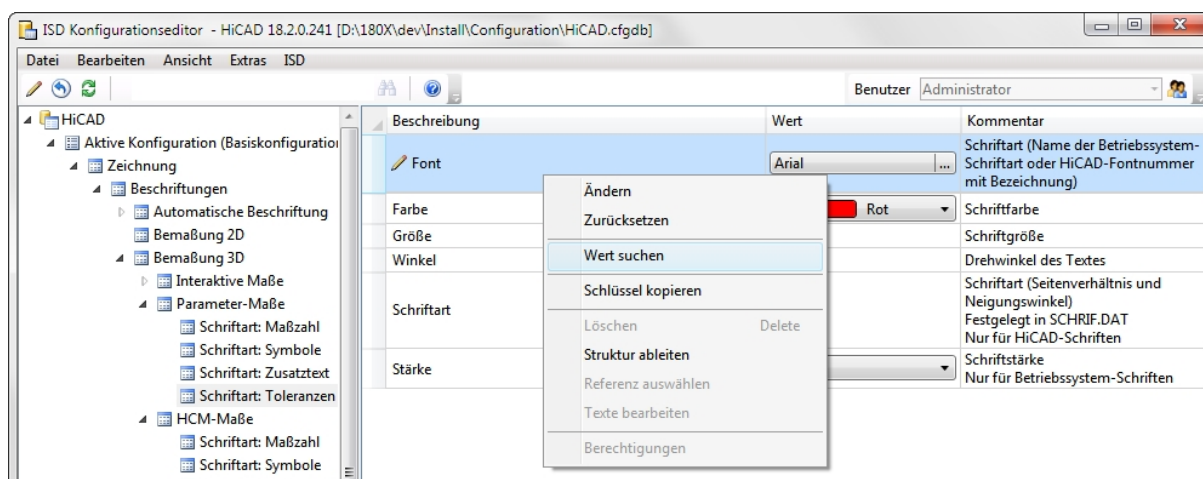 ISD Konfigurationseditor - HiCAD 18.2.0.241 [D:\180X\dev\Install\Configuration\HiCAD.cfgdb]
Datei Bearbeiten Ansicht Extras ISD
Benutzer Administrator
HiCAD
Aktive Konfiguration (Basiskonfiguration
Zeichnung
Beschriftungen
Automatische Beschriftung
Bemaßung 2D
Bemaßung 3D
Interaktive Maße
Parameter-Maße
Schriftart: Maßzahl
Schriftart: Symbole
Schriftart: Zusatztext
Schriftart: Toleranzen
HCM-Maße
Schriftart: Maßzahl
Schriftart: Symbole
Beschreibung Wert Kommentar
Font Arial ... Schriftart (Name der Betriebssystem-
Schriftart oder HiCAD-Fontnummer
mit Bezeichnung)
Farbe Rot Schriftfarbe
Größe Schriftgröße
Winkel Drehwinkel des Textes
Schriftart Schriftart (Seitenverhältnis und
Neigungswinkel)
Festgelegt in SCHRIF.DAT
Nur für HiCAD-Schriften
Stärke Schriftstärke
Nur für Betriebssystem-Schriften
Ändern
Zurücksetzen
Wert suchen
Schlüssel kopieren
Löschen Delete
Struktur ableiten
Referenz auswählen
Texte bearbeiten
Berechtigungen